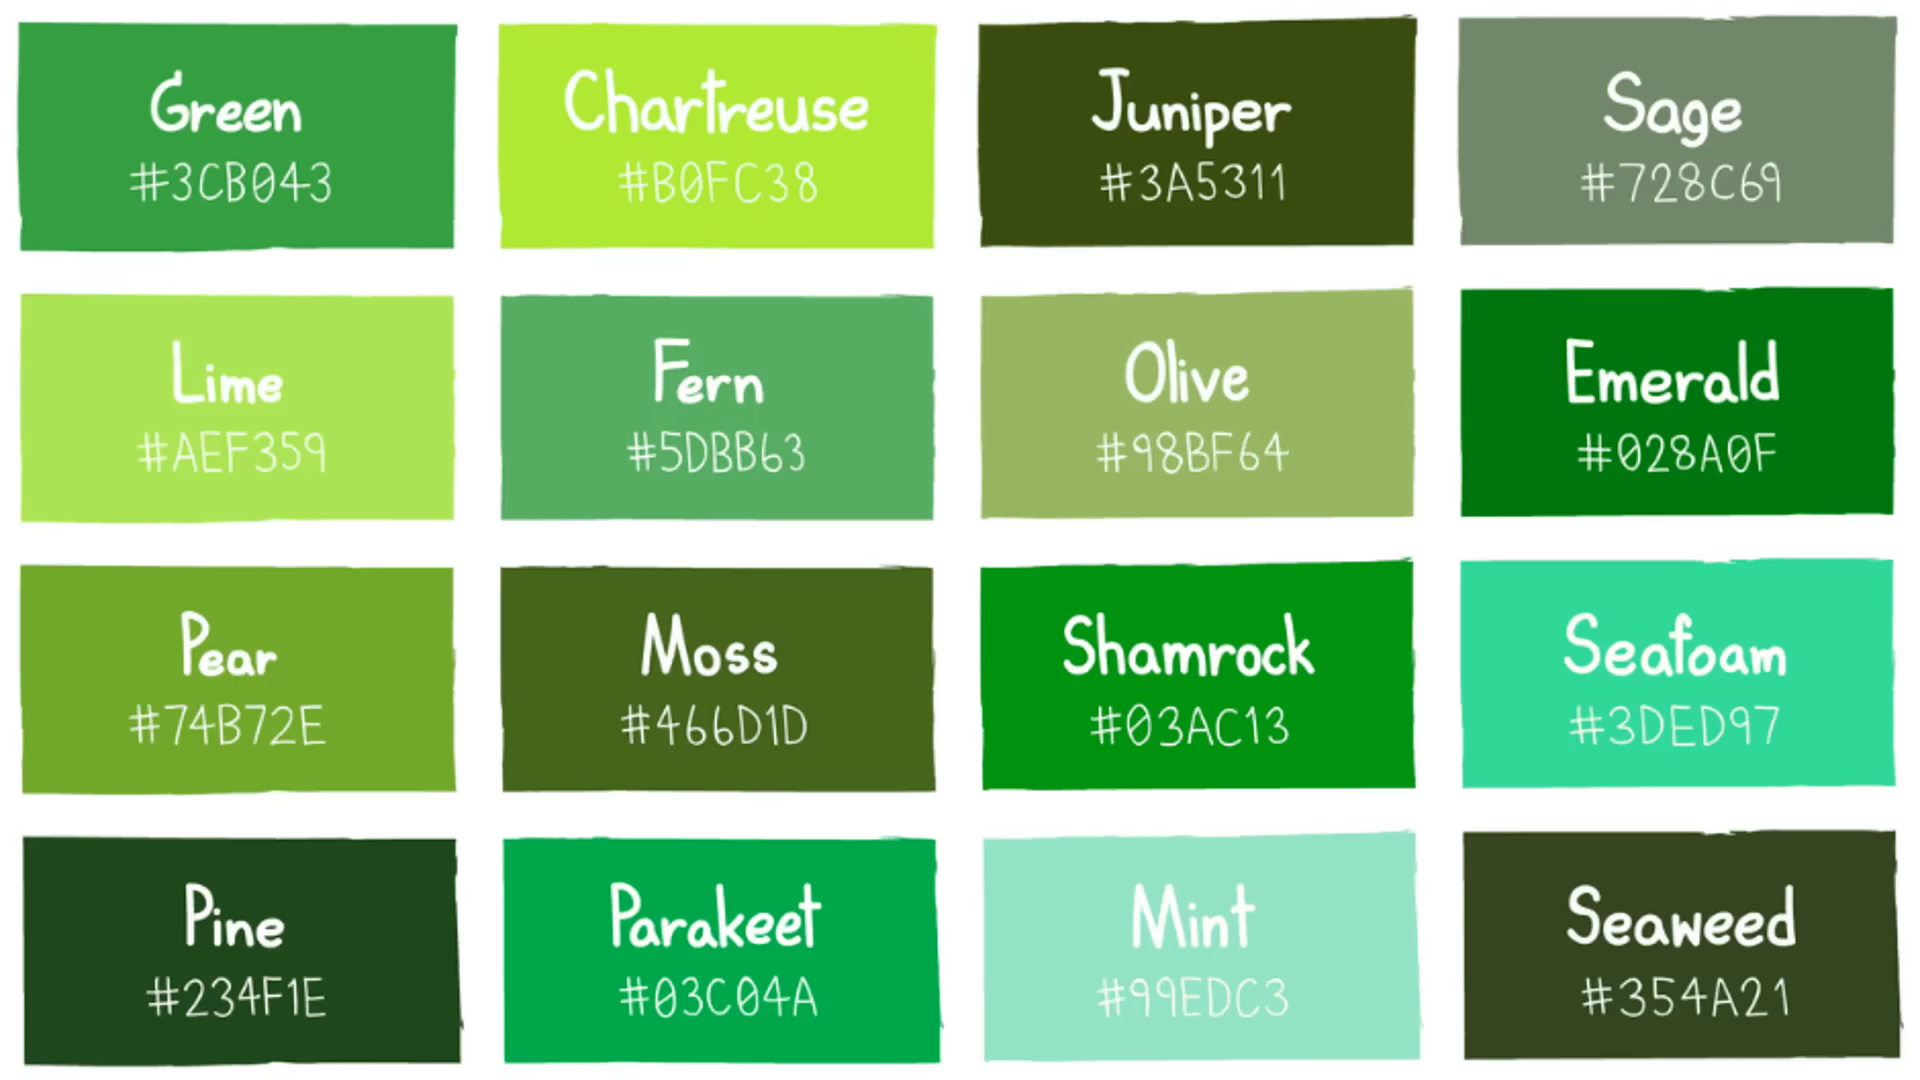 Green
#3CB043
Chartreuse
#B0FC38
Juniper
#3A5311
Sage
#728C69
Lime
#AEF359
Fern
#5DBB63
Olive
#98BF64
Emerald
#028A0F
Pear
#74B72E
Moss
#466D1D
Shamrock
#03AC13
Seafoam
#3DED97
Pine
#234F1E
Parakeet
#03C04A
Mint
#99EDC3
Seaweed
#354A21